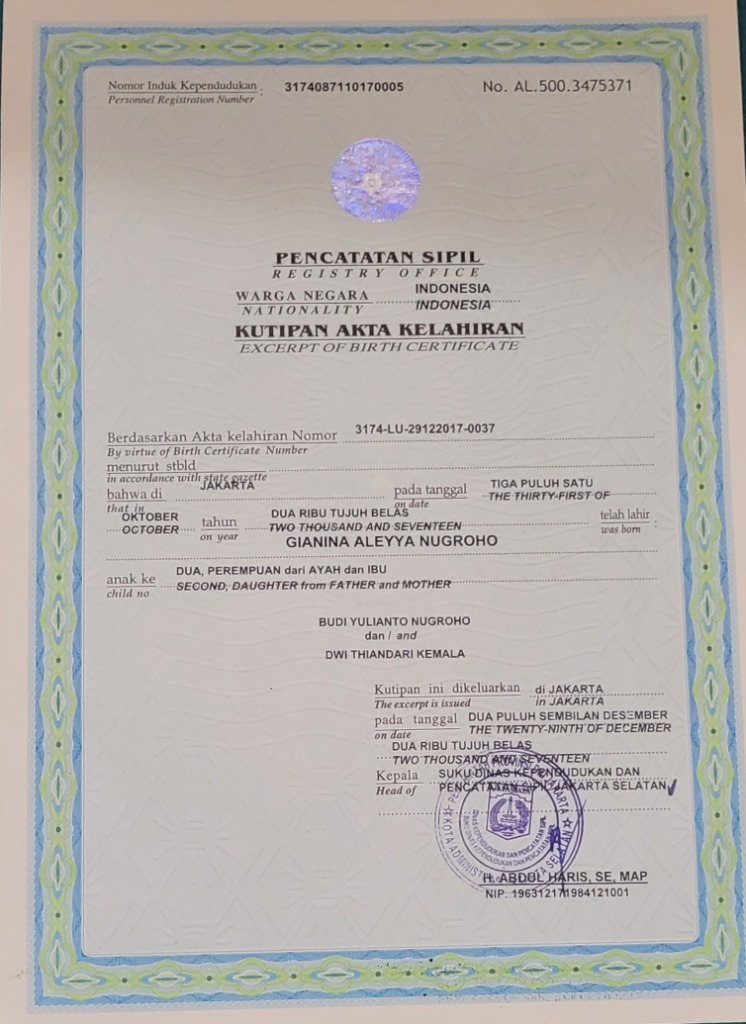 Nomor Induk Kependudukan : 3174087110170005 No. AL.500.3475371
Personnel Registration Number
PENCATATAN SIPIL
REGISTRY OFFICE
WARGA NEGARA INDONESIA
NATIONALITY INDONESIA
KUTIPAN AKTA KELAHIRAN
EXCERPT OF BIRTH CERTIFICATE
Berdasarkan Akta kelahiran Nomor 3174-LU-29122017-0037
By virtue of Birth Certificate Number
menurut stbld
in accordance with state gazette
bahwa di JAKARTA pada tanggal TIGA PULUH SATU
that in on date THE THIRTY-FIRST OF
OKTOBER tahun DUA RIBU TUJUH BELAS telah lahir :
OCTOBER on year TWO THOUSAND AND SEVENTEEN was born
GIANINA ALEYYA NUGROHO
anak ke DUA, PEREMPUAN dari AYAH dan IBU
child no SECOND, DAUGHTER from FATHER and MOTHER
BUDI YULIANTO NUGROHO
dan / and
DWI THIANDARI KEMALA
Kutipan ini dikeluarkan di JAKARTA
The excerpt is issued in JAKARTA
pada tanggal DUA PULUH SEMBILAN DESEMBER
on date THE TWENTY-NINTH OF DECEMBER
DUA RIBU TUJUH BELAS
TWO THOUSAND AND SEVENTEEN
Kepala SUKU DINAS KEPENDUDUKAN DAN
Head of PENCATATAN SIPIL JAKARTA SELATAN
H. ABDUL HARIS, SE, MAP
NIP. 196312171984121001